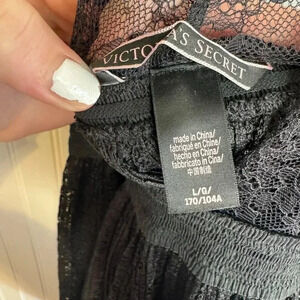 VICTORIA'S SECRET
made in China/
fabriqué en Chine/
hecho en China/
fabbricato in Cina/
中国制造
L/G/
170/104A